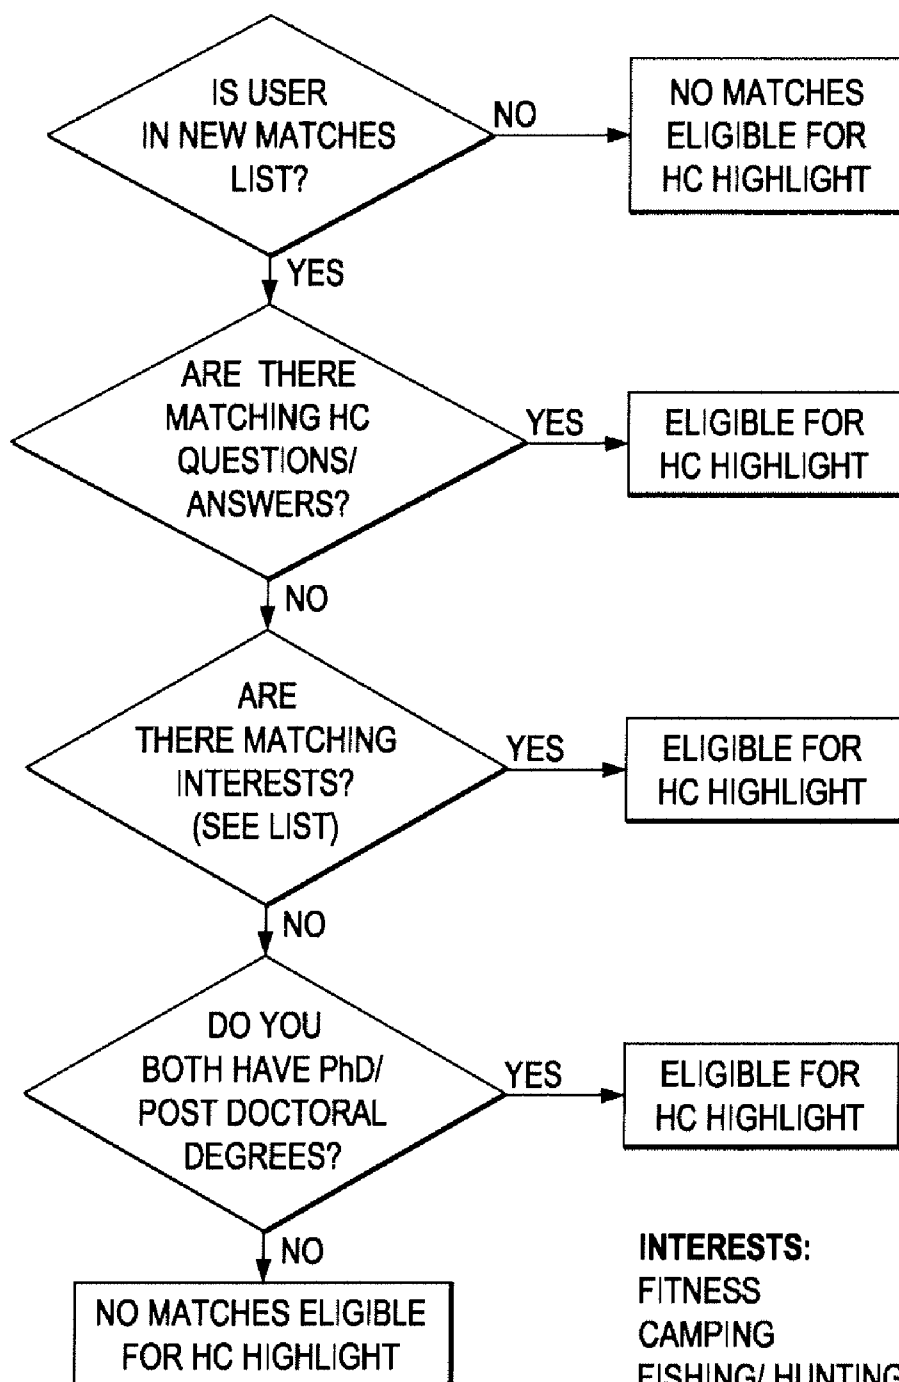 IS USER
IN NEW MATCHES
LIST?
NO
NO MATCHES
ELIGIBLE FOR
HC HIGHLIGHT
YES
ARE THERE
MATCHING HC
QUESTIONS/
ANSWERS?
YES
ELIGIBLE FOR
HC HIGHLIGHT
NO
ARE
THERE MATCHING
INTERESTS?
(SEE LIST)
YES
ELIGIBLE FOR
HC HIGHLIGHT
NO
DO YOU
BOTH HAVE PhD/
POST DOCTORAL
DEGREES?
YES
ELIGIBLE FOR
HC HIGHLIGHT
NO
NO MATCHES ELIGIBLE
FOR HC HIGHLIGHT
INTERESTS:
FITNESS
CAMPING
FISHING/ HUNTING